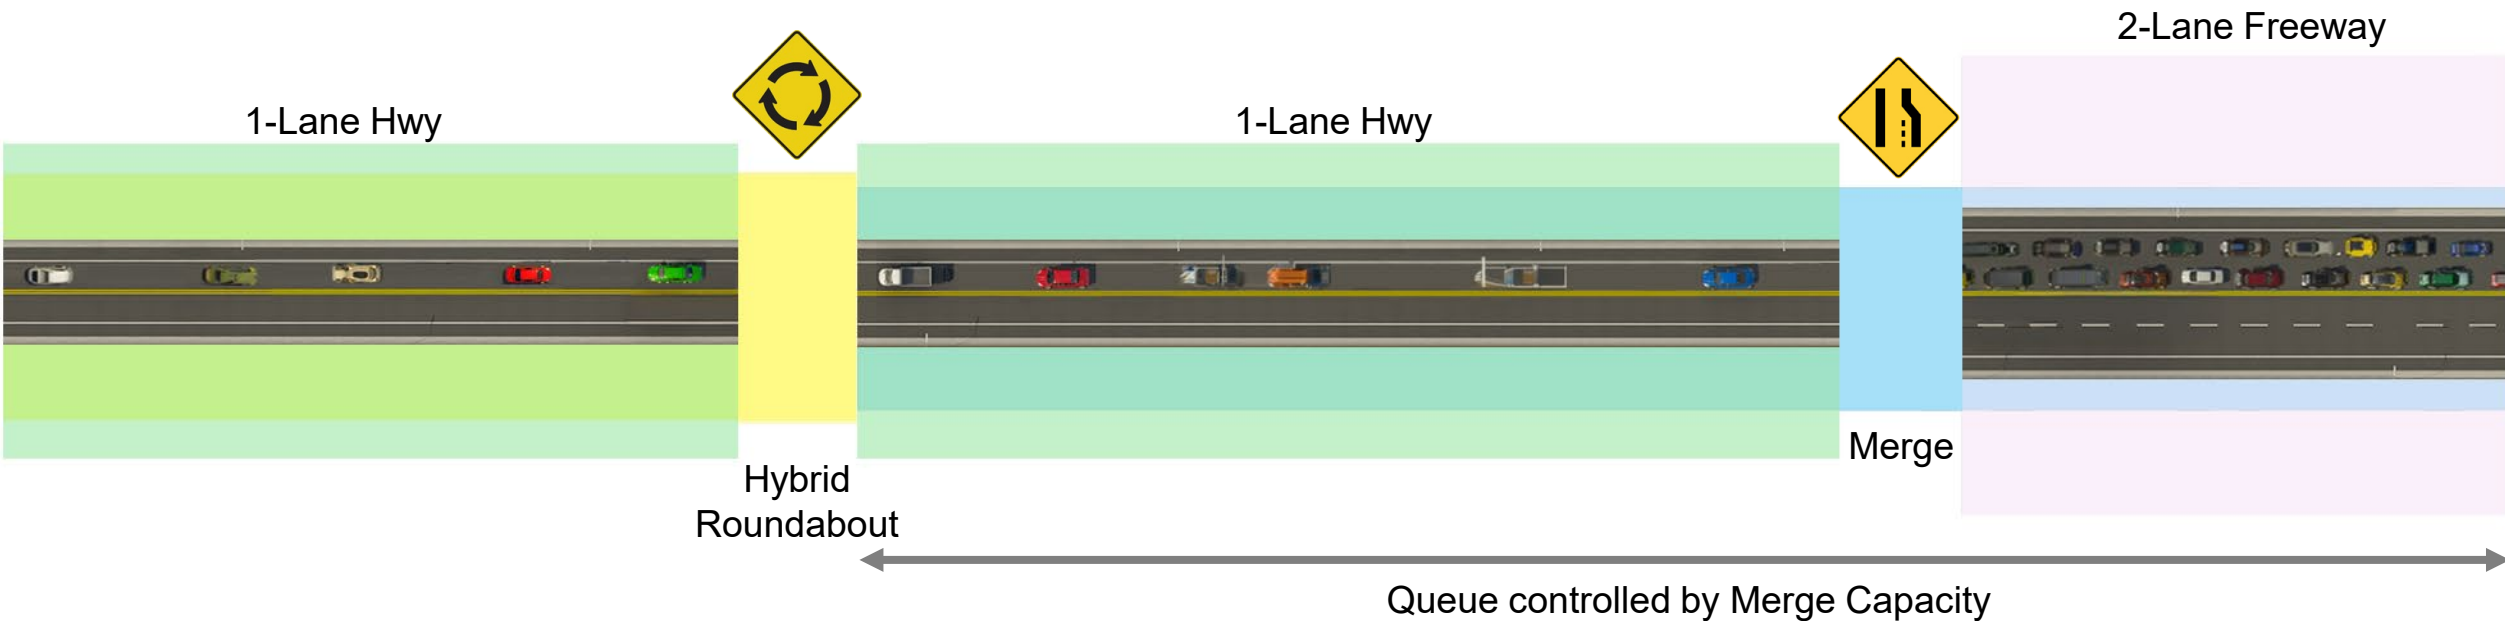 2-Lane Freeway
1-Lane Hwy
1-Lane Hwy
Merge
Hybrid
Roundabout
Queue controlled by Merge Capacity